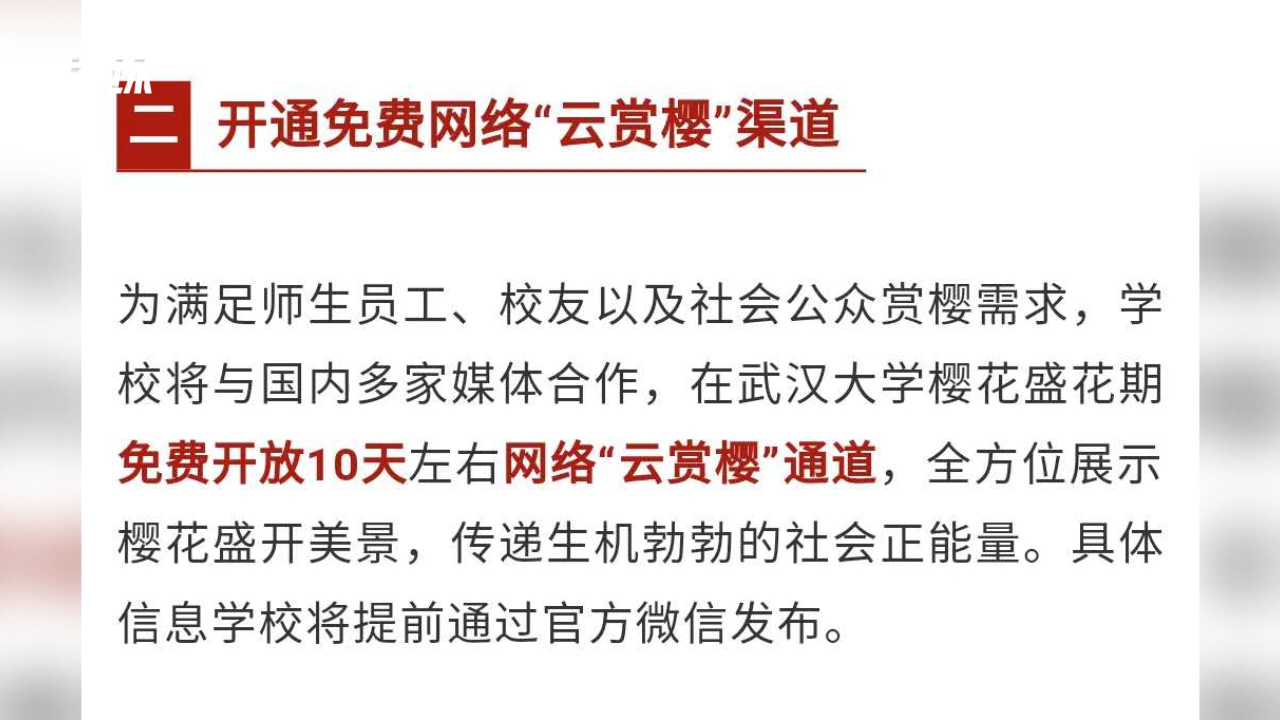 二 开通免费网络“云赏樱”渠道
为满足师生员工、校友以及社会公众赏樱需求，学
校将与国内多家媒体合作，在武汉大学樱花盛花期
免费开放10天左右网络“云赏樱”通道，全方位展示
樱花盛开美景，传递生机勃勃的社会正能量。具体
信息学校将提前通过官方微信发布。